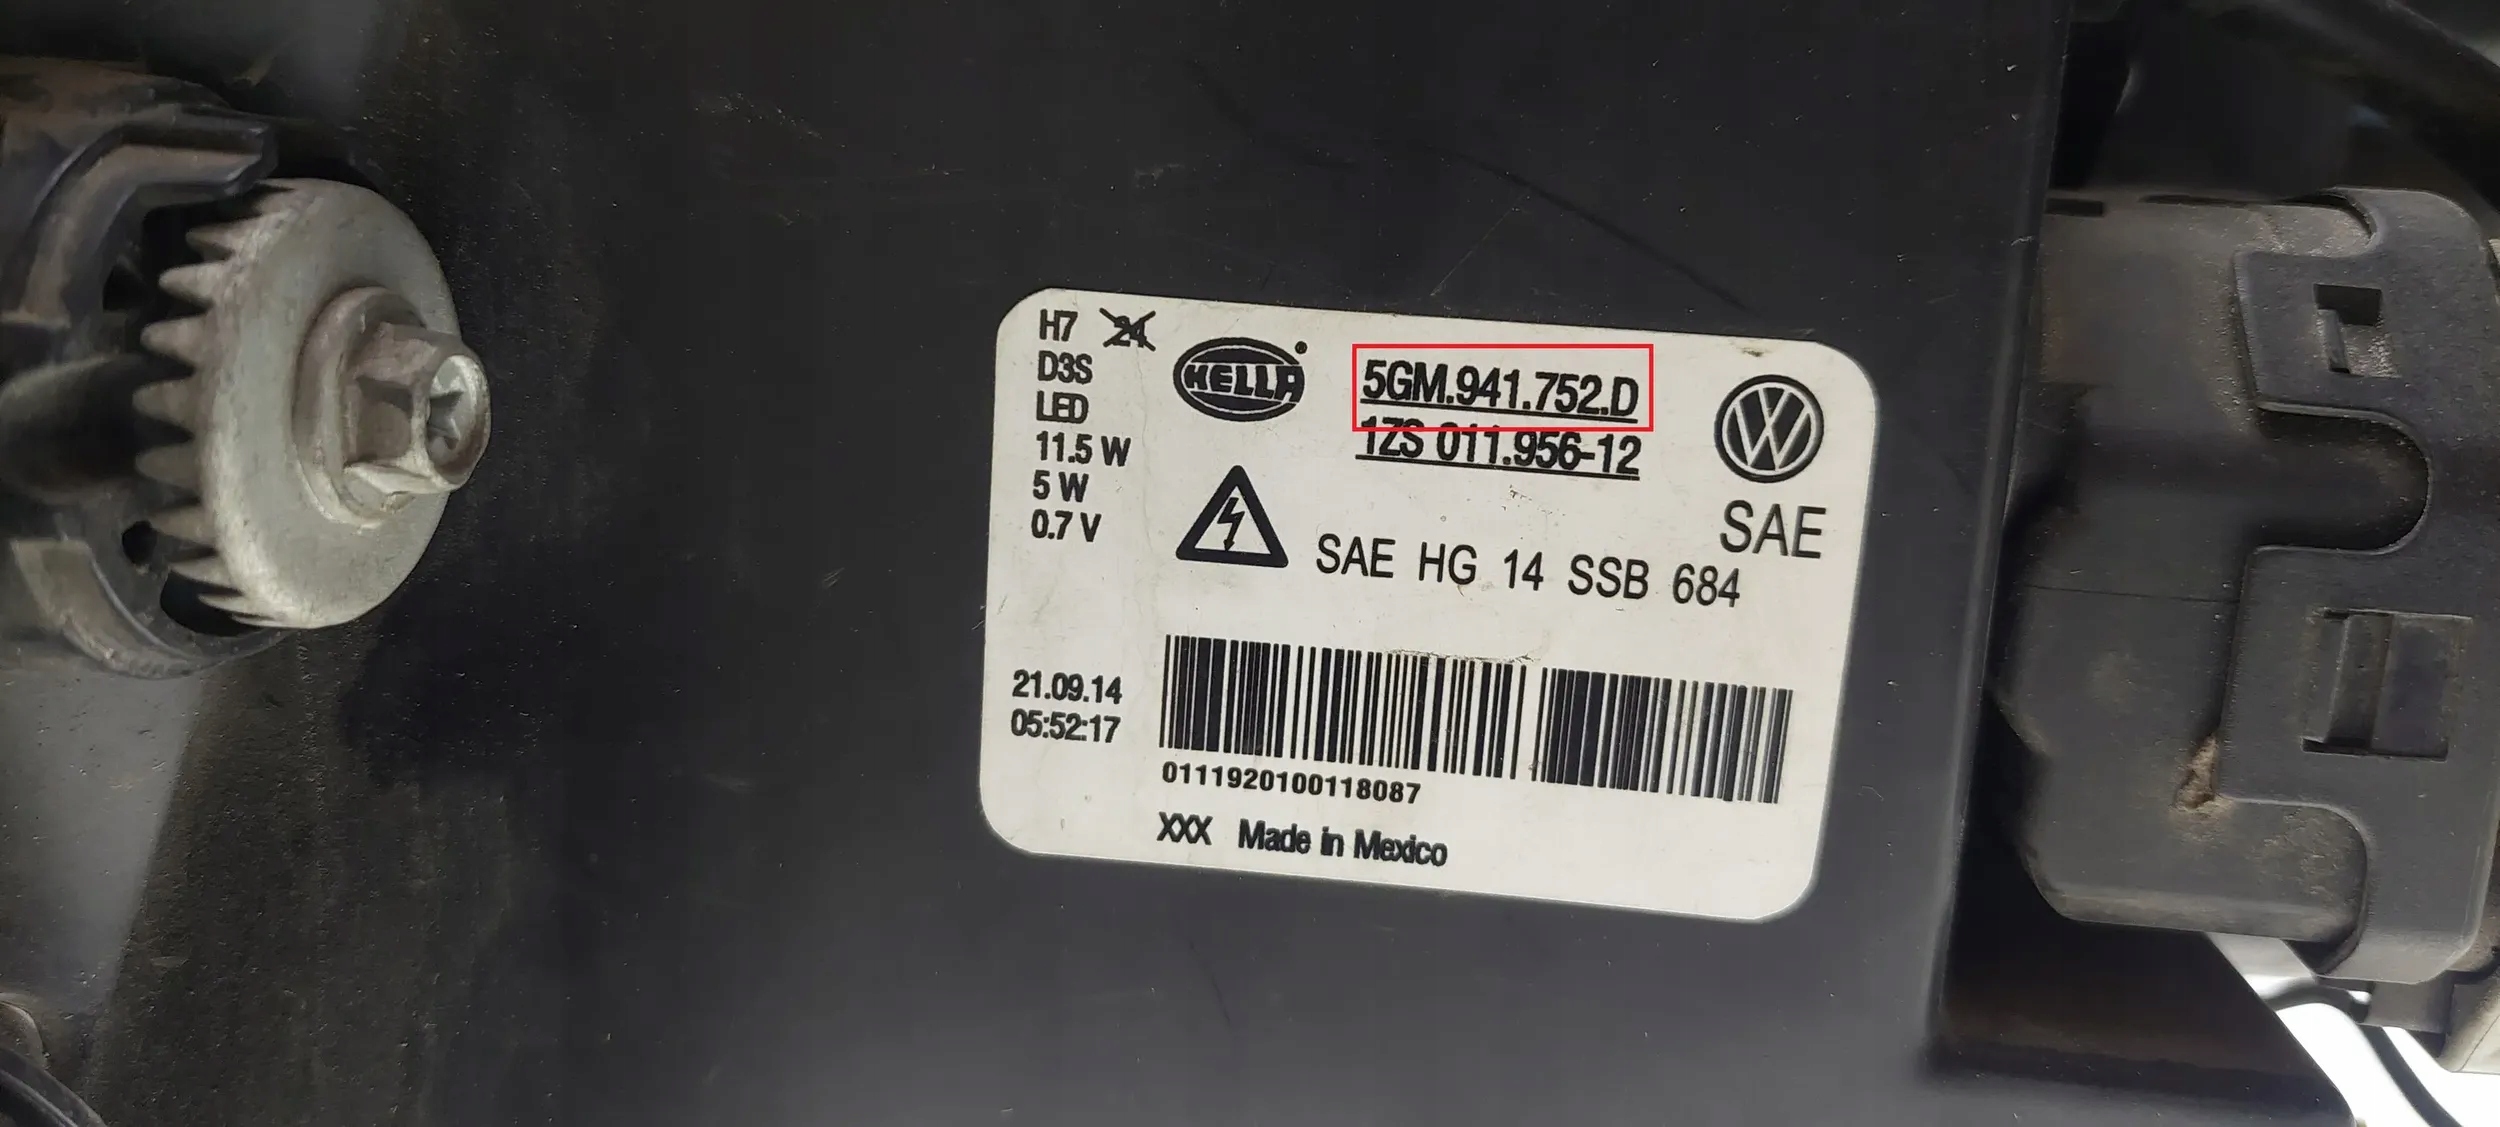 H7 24
D3S
LED
11.5 W
5 W
0.7 V
HELLA
5GM.941.752.D
1ZS 011.956-12
SAE
SAE HG 14 SSB 684
21.09.14
05:52:17
0111920100118087
XXX Made in Mexico